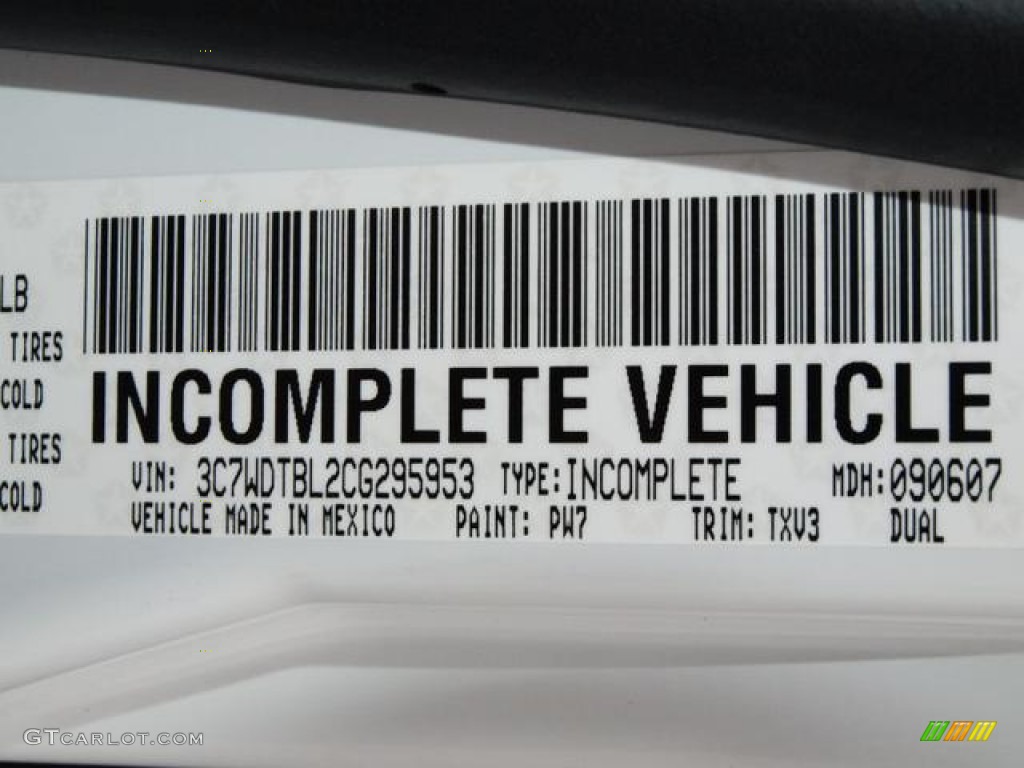 LB
TIRES
COLD
TIRES
COLD
INCOMPLETE VEHICLE
VIN: 3C7WDTBL2CG295953 TYPE:INCOMPLETE MDH:090607
VEHICLE MADE IN MEXICO PAINT: PW7 TRIM: TXV3 DUAL
GTCARLOT.COM